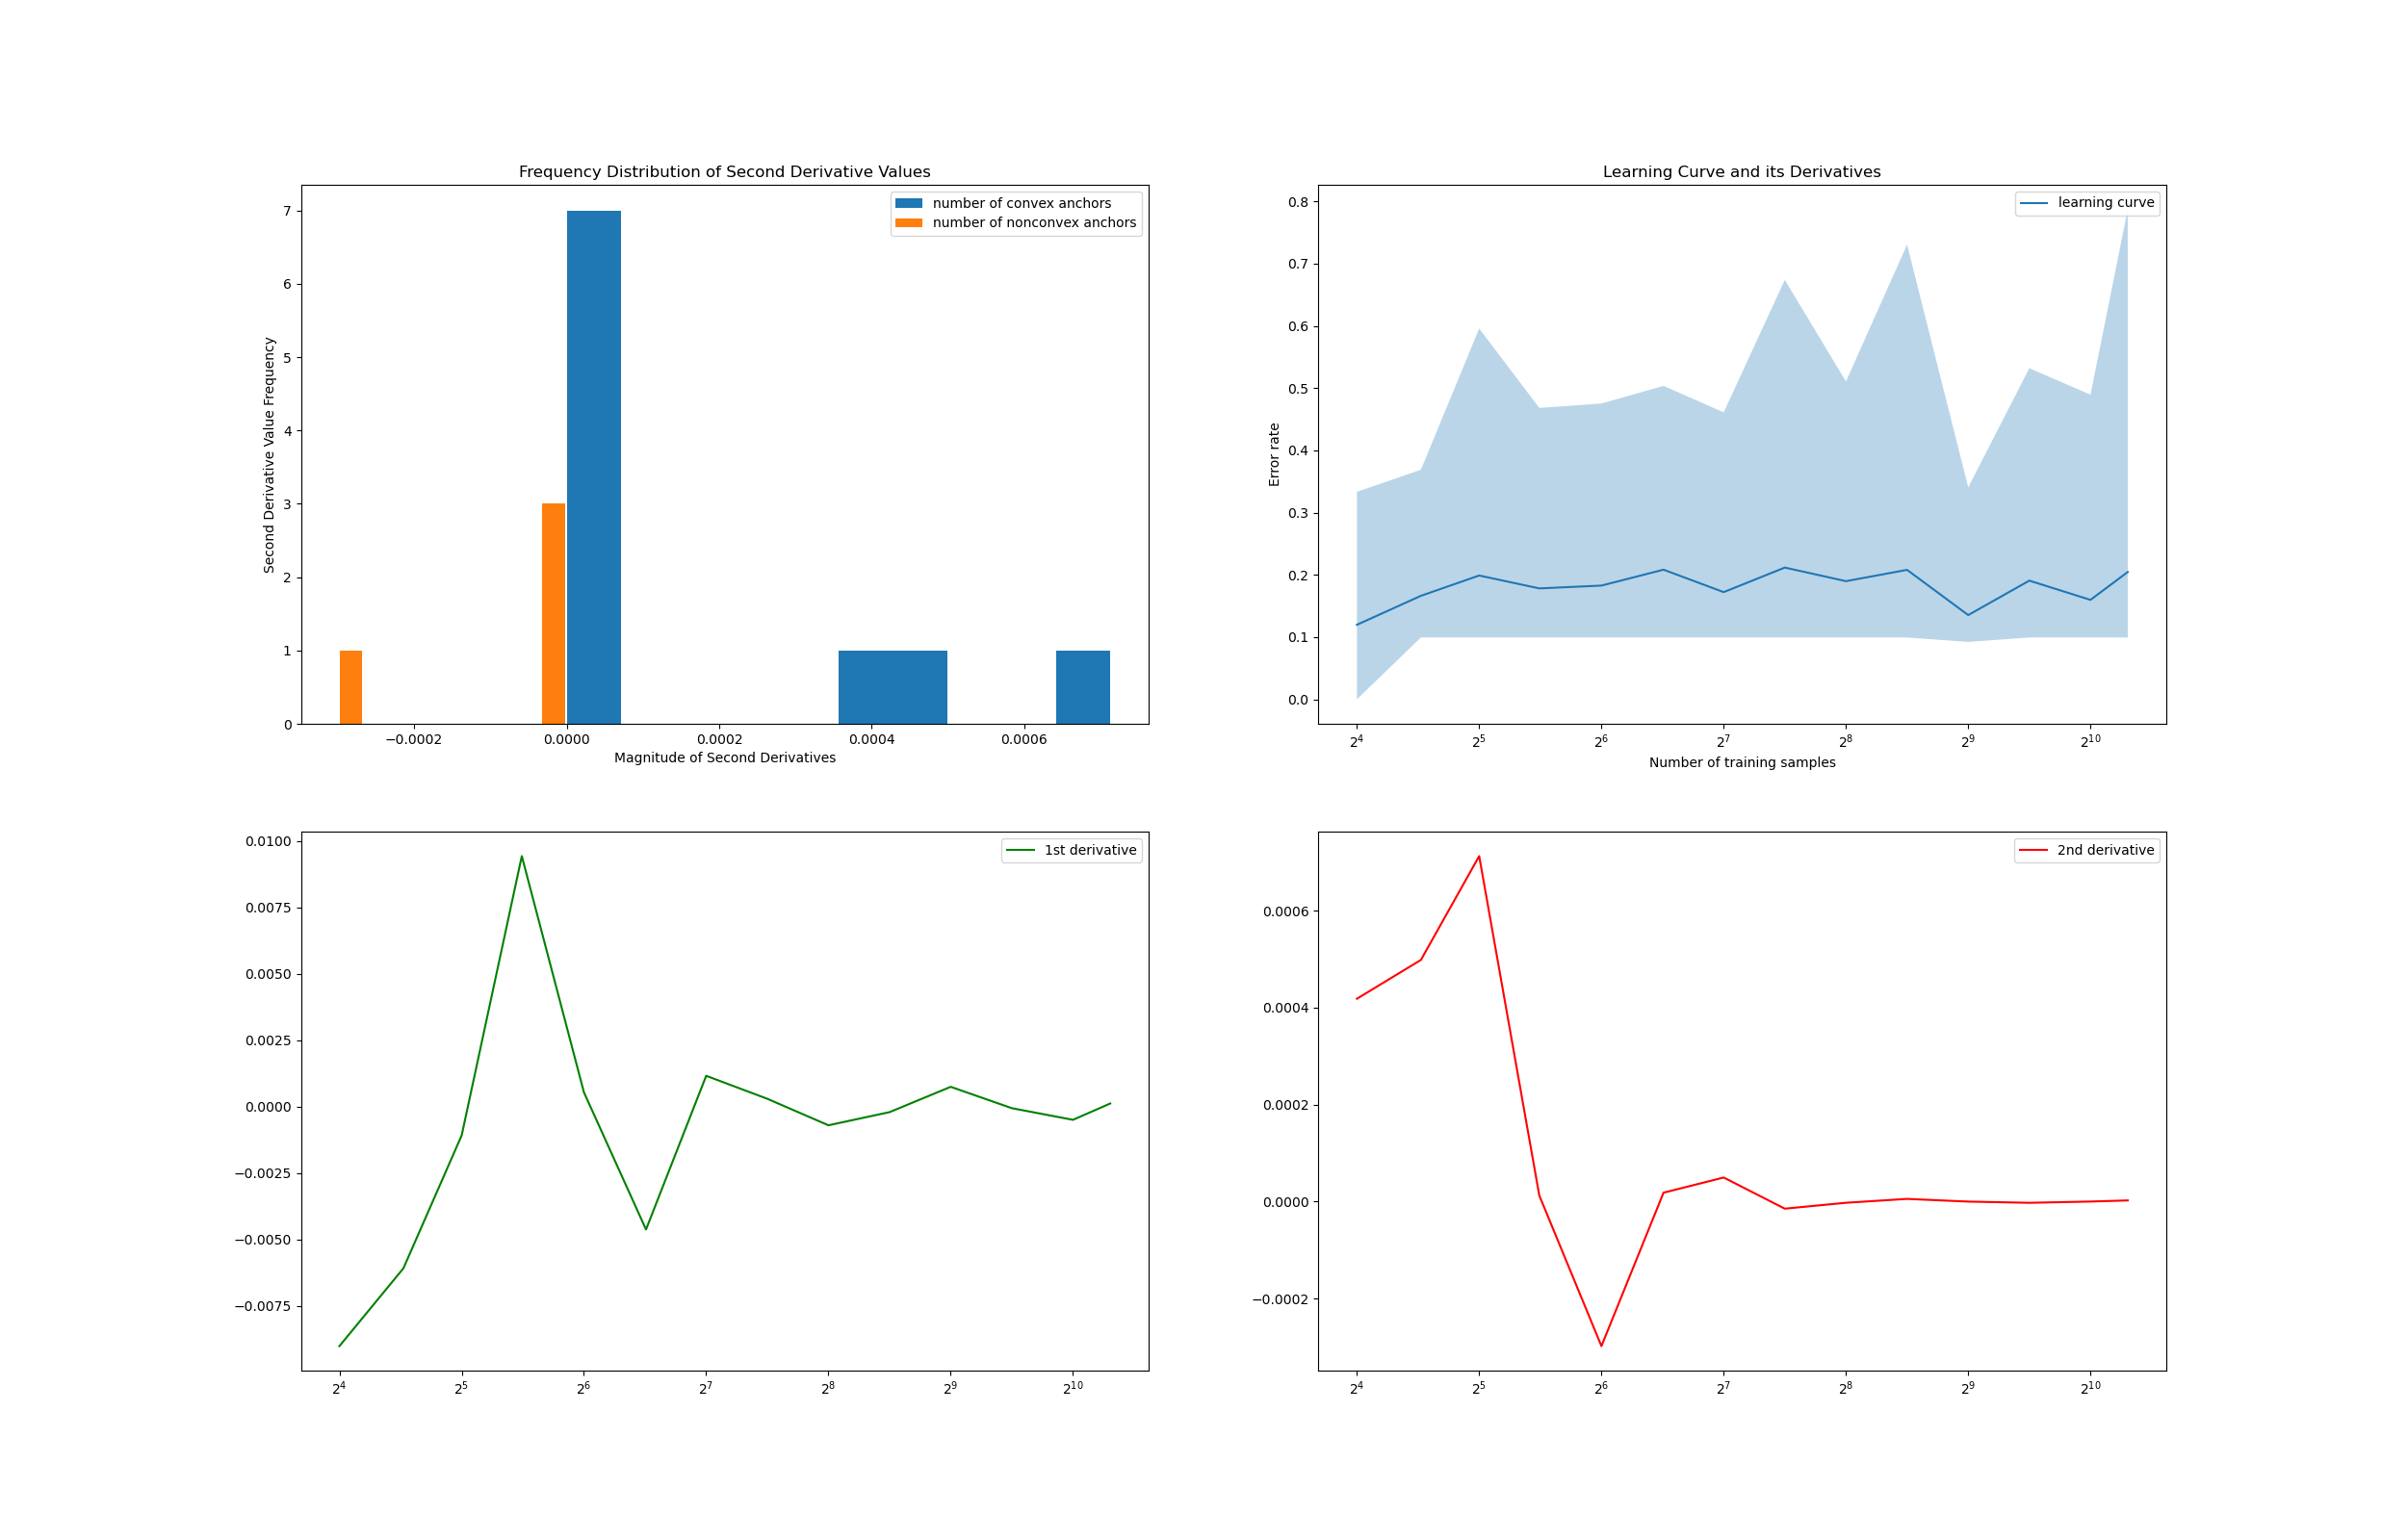 Frequency Distribution of Second Derivative Values
number of convex anchors
number of nonconvex anchors
7
6
5
4
3
2
1
0
Second Derivative Value Frequency
−0.0002 0.0000 0.0002 0.0004 0.0006
Magnitude of Second Derivatives
Learning Curve and its Derivatives
learning curve
0.8
0.7
0.6
0.5
0.4
0.3
0.2
0.1
0.0
Error rate
2⁴ 2⁵ 2⁶ 2⁷ 2⁸ 2⁹ 2¹⁰
Number of training samples
1st derivative
0.0100
0.0075
0.0050
0.0025
0.0000
−0.0025
−0.0050
−0.0075
2⁴ 2⁵ 2⁶ 2⁷ 2⁸ 2⁹ 2¹⁰
2nd derivative
0.0006
0.0004
0.0002
0.0000
−0.0002
2⁴ 2⁵ 2⁶ 2⁷ 2⁸ 2⁹ 2¹⁰